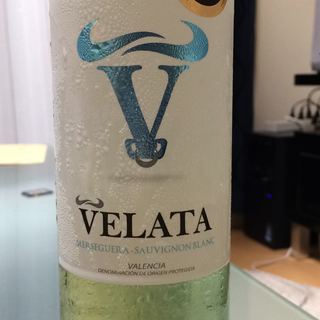 V
VELATA
MERSEGUERA - SAUVIGNON BLANC
VALENCIA
DENOMINACIÓN DE ORIGEN PROTEGIDA